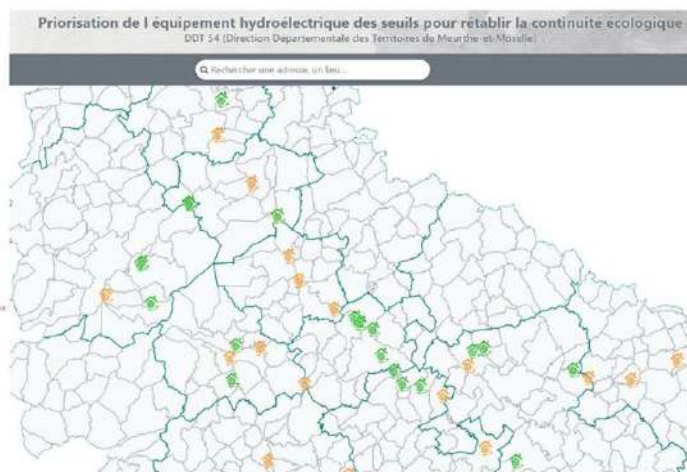 Priorisation de l équipement hydroélectrique des seuils pour rétablir la continuité écologique
DDT 54 (Direction Départementale des Territoires de Meurthe-et-Moselle)
Rechercher une adresse, un lieu...